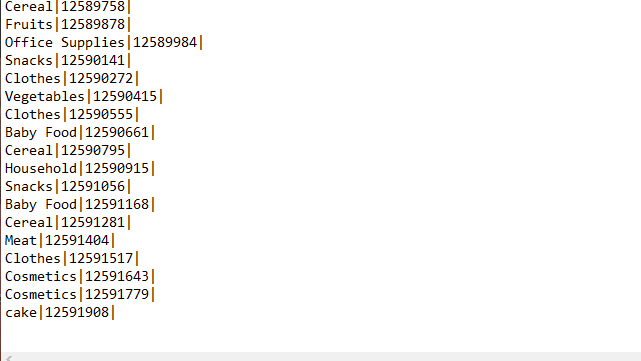 Cereal|12589758|
Fruits|12589878|
Office Supplies|12589984|
Snacks|12590141|
Clothes|12590272|
Vegetables|12590415|
Clothes|12590555|
Baby Food|12590661|
Cereal|12590795|
Household|12590915|
Snacks|12591056|
Baby Food|12591168|
Cereal|12591281|
Meat|12591404|
Clothes|12591517|
Cosmetics|12591643|
Cosmetics|12591779|
cake|12591908|